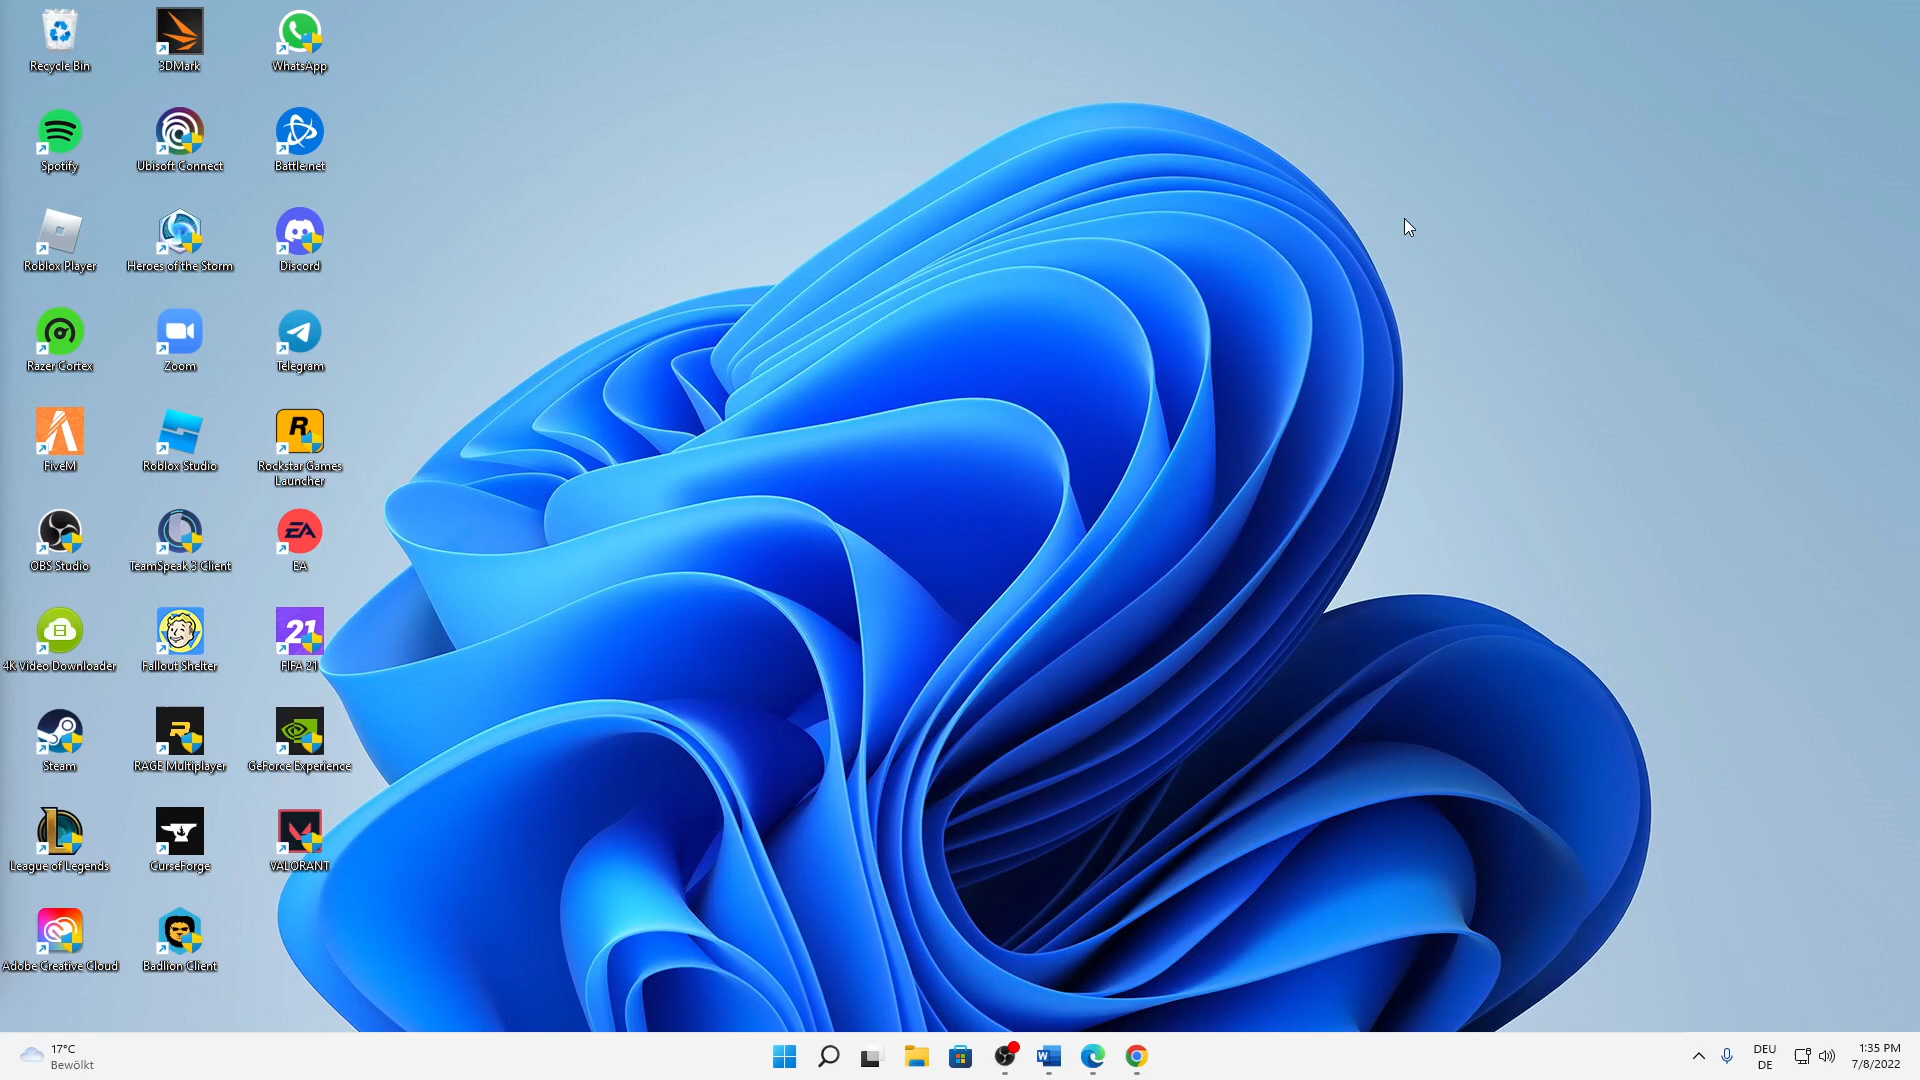 Recycle Bin
3DMark
WhatsApp
Spotify
Ubisoft Connect
Battle.net
Roblox Player
Heroes of the Storm
Discord
Razer Cortex
Zoom
Telegram
FiveM
Roblox Studio
R
Rockstar Games
Launcher
OBS Studio
TeamSpeak 3 Client
EA
EA
4K Video Downloader
Fallout Shelter
21
FIFA 21
Steam
RAGE Multiplayer
GeForce Experience
League of Legends
CurseForge
VALORANT
Adobe Creative Cloud
Badlion Client
17°C
Bewölkt
W
DEU
DE
1:35 PM
7/8/2022